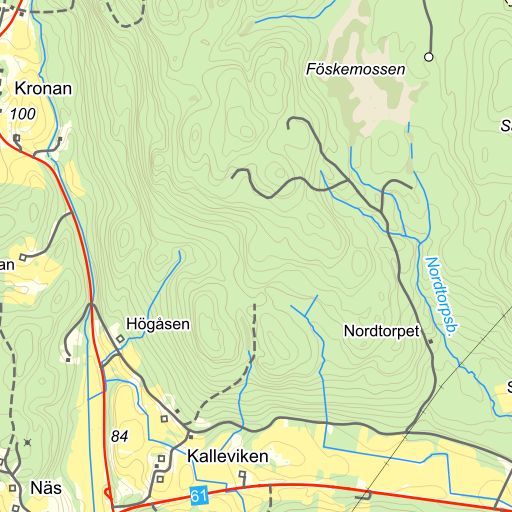 Föskemossen
Kronan
100
Nordtorpsb.
Högåsen
Nordtorpet
84
Kalleviken
Näs
61